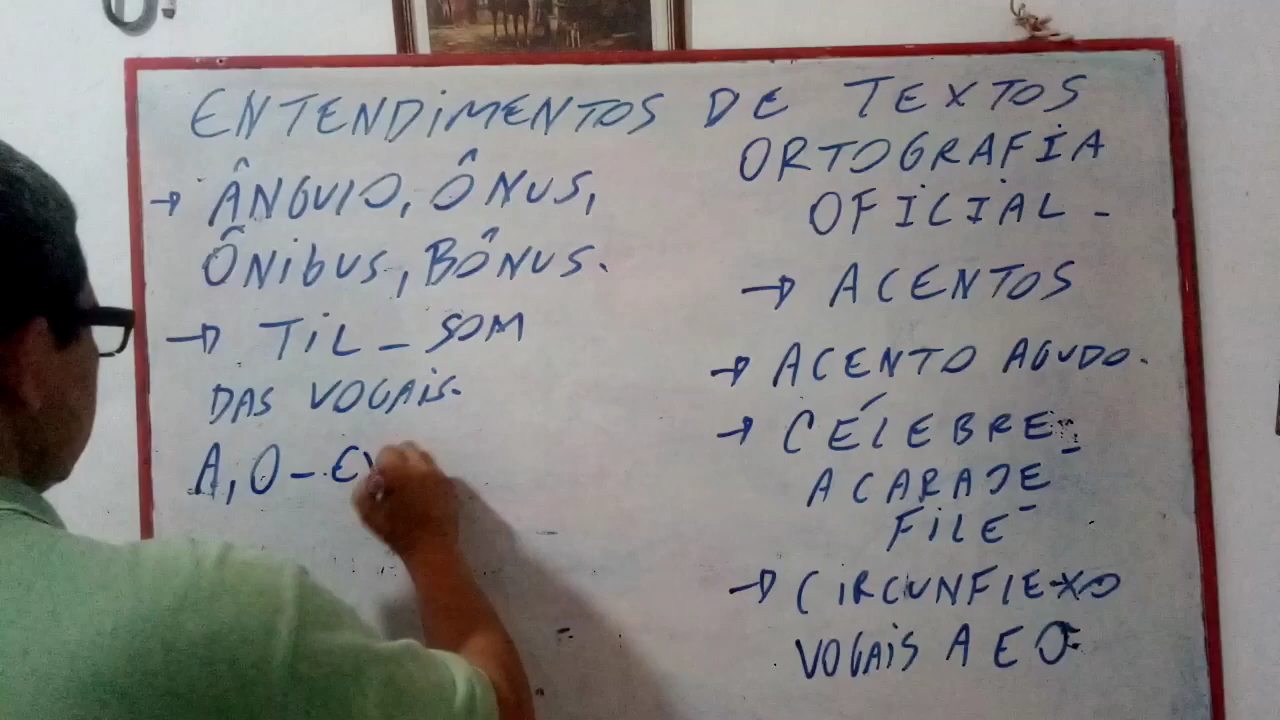 ENTENDIMENTOS DE TEXTOS
ORTOGRAFIA
OFICIAL -
→ ACENTOS
→ ACENTO AGUDO.
→ CÉLEBRE
ACARAJÉ
FILÉ
→ CIRCUNFLEXO
VOGAIS A E O
→ ÂNGULO, ÔNUS,
ÔNIBUS, BÔNUS.
→ TIL - SOM
DAS VOGAIS.
A, O -